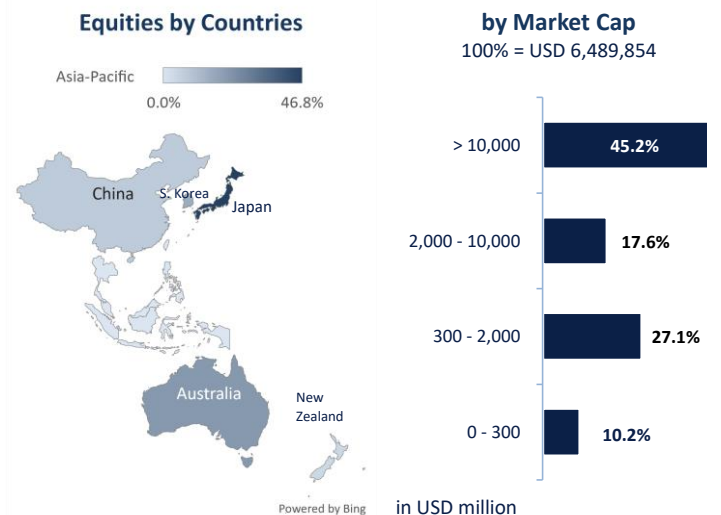 Equities by Countries
Asia-Pacific
0.0%
46.8%
China
S. Korea
Japan
Australia
New
Zealand
Powered by Bing
by Market Cap
100% = USD 6,489,854
> 10,000
45.2%
2,000 - 10,000
17.6%
300 - 2,000
27.1%
0 - 300
10.2%
in USD million